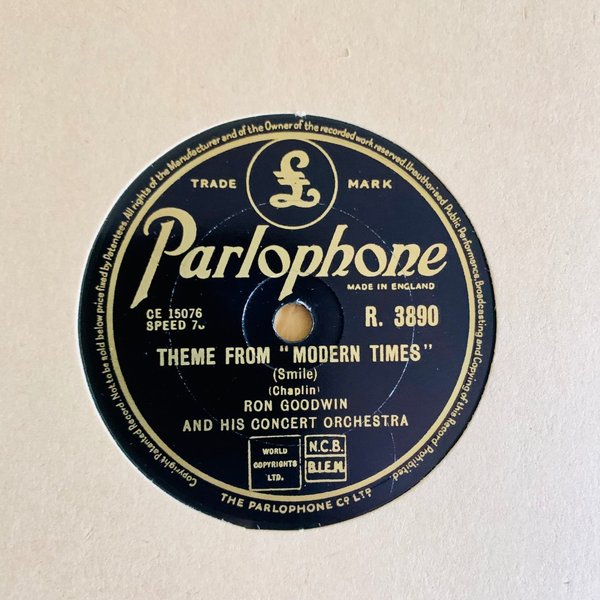 Copyright Patented Record. Not to be sold below price fixed by Patentees. All rights of the Manufacturer and of the Owner of the recorded work reserved. Unauthorised Public Performance, Broadcasting and Copying of this Record Prohibited.
£
TRADE MARK
Parlophone
MADE IN ENGLAND
CE 15076 R. 3890
SPEED
THEME FROM "MODERN TIMES"
(Smile)
(Chaplin)
RON GOODWIN
AND HIS CONCERT ORCHESTRA
WORLD COPYRIGHTS LTD.
N.C.B.
B.I.E.M.
THE PARLOPHONE Co LTD